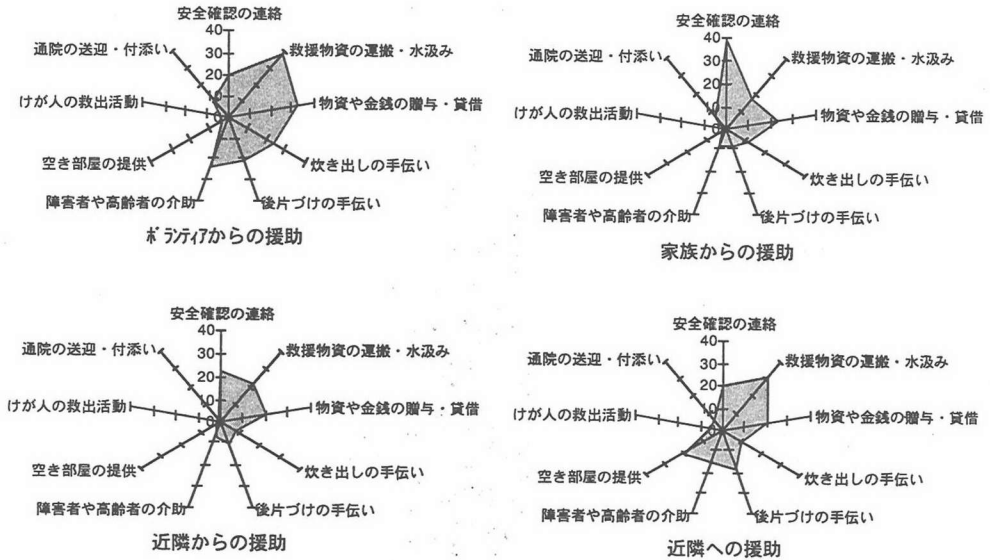 安全確認の連絡
40
30
20
10
0
救援物資の運搬・水汲み
物資や金銭の贈与・貸借
炊き出しの手伝い
後片づけの手伝い
障害者や高齢者の介助
空き部屋の提供
けが人の救出活動
通院の送迎・付添い
ボランティアからの援助
安全確認の連絡
40
30
20
10
0
救援物資の運搬・水汲み
物資や金銭の贈与・貸借
炊き出しの手伝い
後片づけの手伝い
障害者や高齢者の介助
空き部屋の提供
けが人の救出活動
通院の送迎・付添い
家族からの援助
安全確認の連絡
40
30
20
10
0
救援物資の運搬・水汲み
物資や金銭の贈与・貸借
炊き出しの手伝い
後片づけの手伝い
障害者や高齢者の介助
空き部屋の提供
けが人の救出活動
通院の送迎・付添い
近隣からの援助
安全確認の連絡
40
30
20
10
0
救援物資の運搬・水汲み
物資や金銭の贈与・貸借
炊き出しの手伝い
後片づけの手伝い
障害者や高齢者の介助
空き部屋の提供
けが人の救出活動
通院の送迎・付添い
近隣への援助